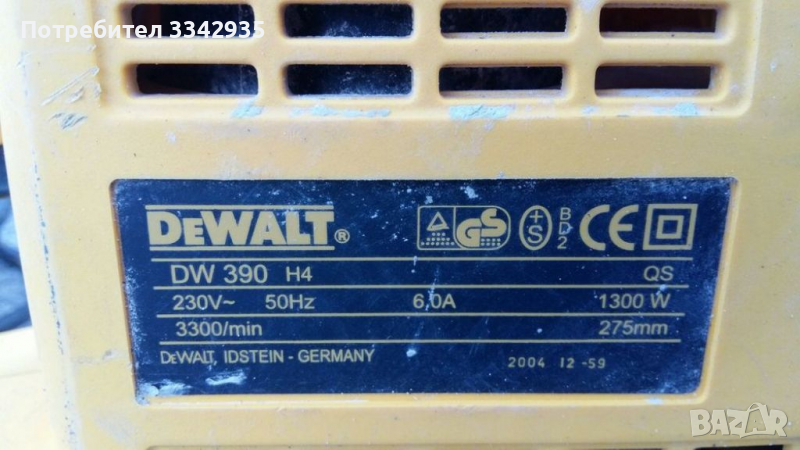 Потребител 3342935
DEWALT®
GS
+S
BD2
CE
DW 390 H4 QS
230V~ 50Hz 6,0A 1300 W
3300/min 275mm
DEWALT, IDSTEIN - GERMANY 2004 12 -59
BAZAR